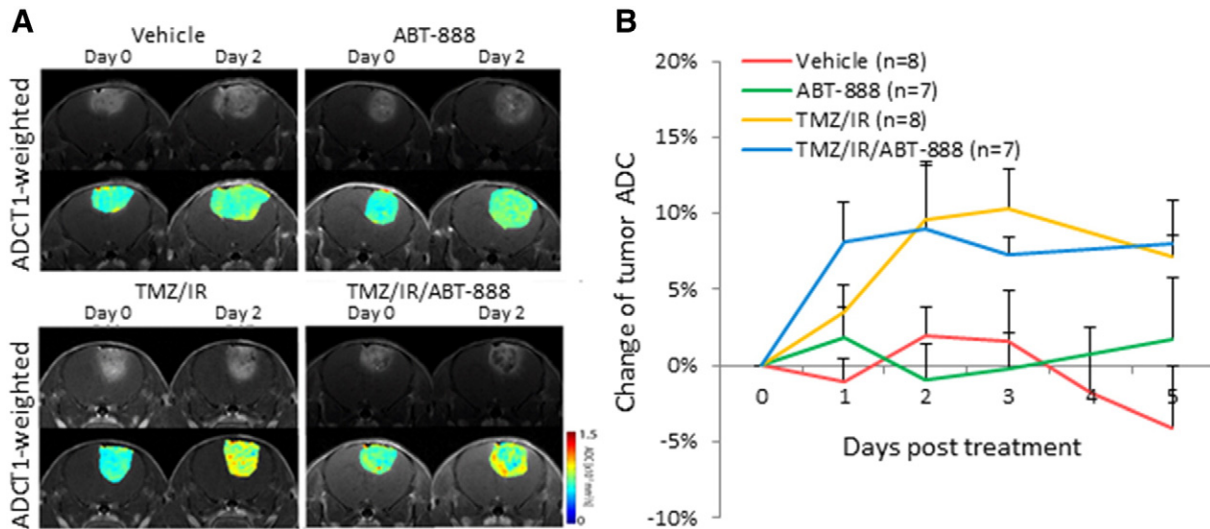 A
Vehicle
ABT-888
Day 0 Day 2 Day 0 Day 2
ADCT1-weighted
TMZ/IR
TMZ/IR/ABT-888
Day 0 Day 2 Day 0 Day 2
ADCT1-weighted
1.5
0
B
Vehicle (n=8)
ABT-888 (n=7)
TMZ/IR (n=8)
TMZ/IR/ABT-888 (n=7)
Change of tumor ADC
20%
15%
10%
5%
0%
-5%
-10%
0 1 2 3 4 5
Days post treatment